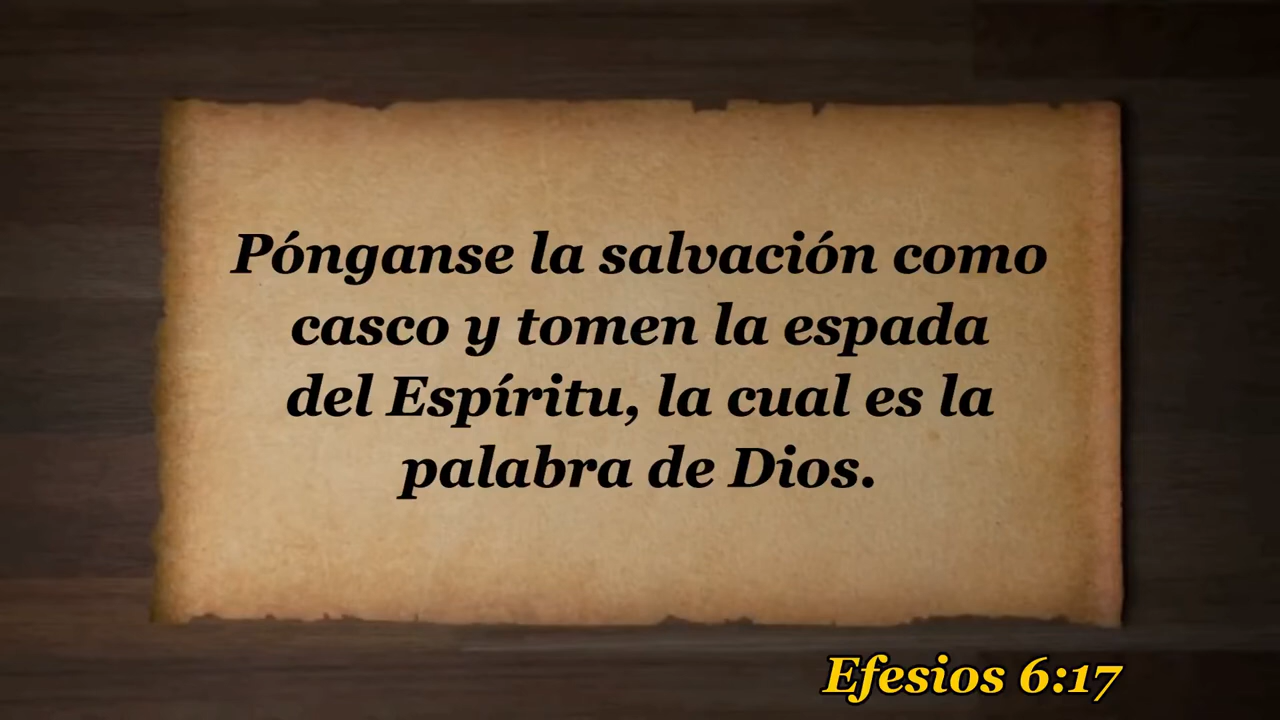 Pónganse la salvación como
casco y tomen la espada
del Espíritu, la cual es la
palabra de Dios.
Efesios 6:17